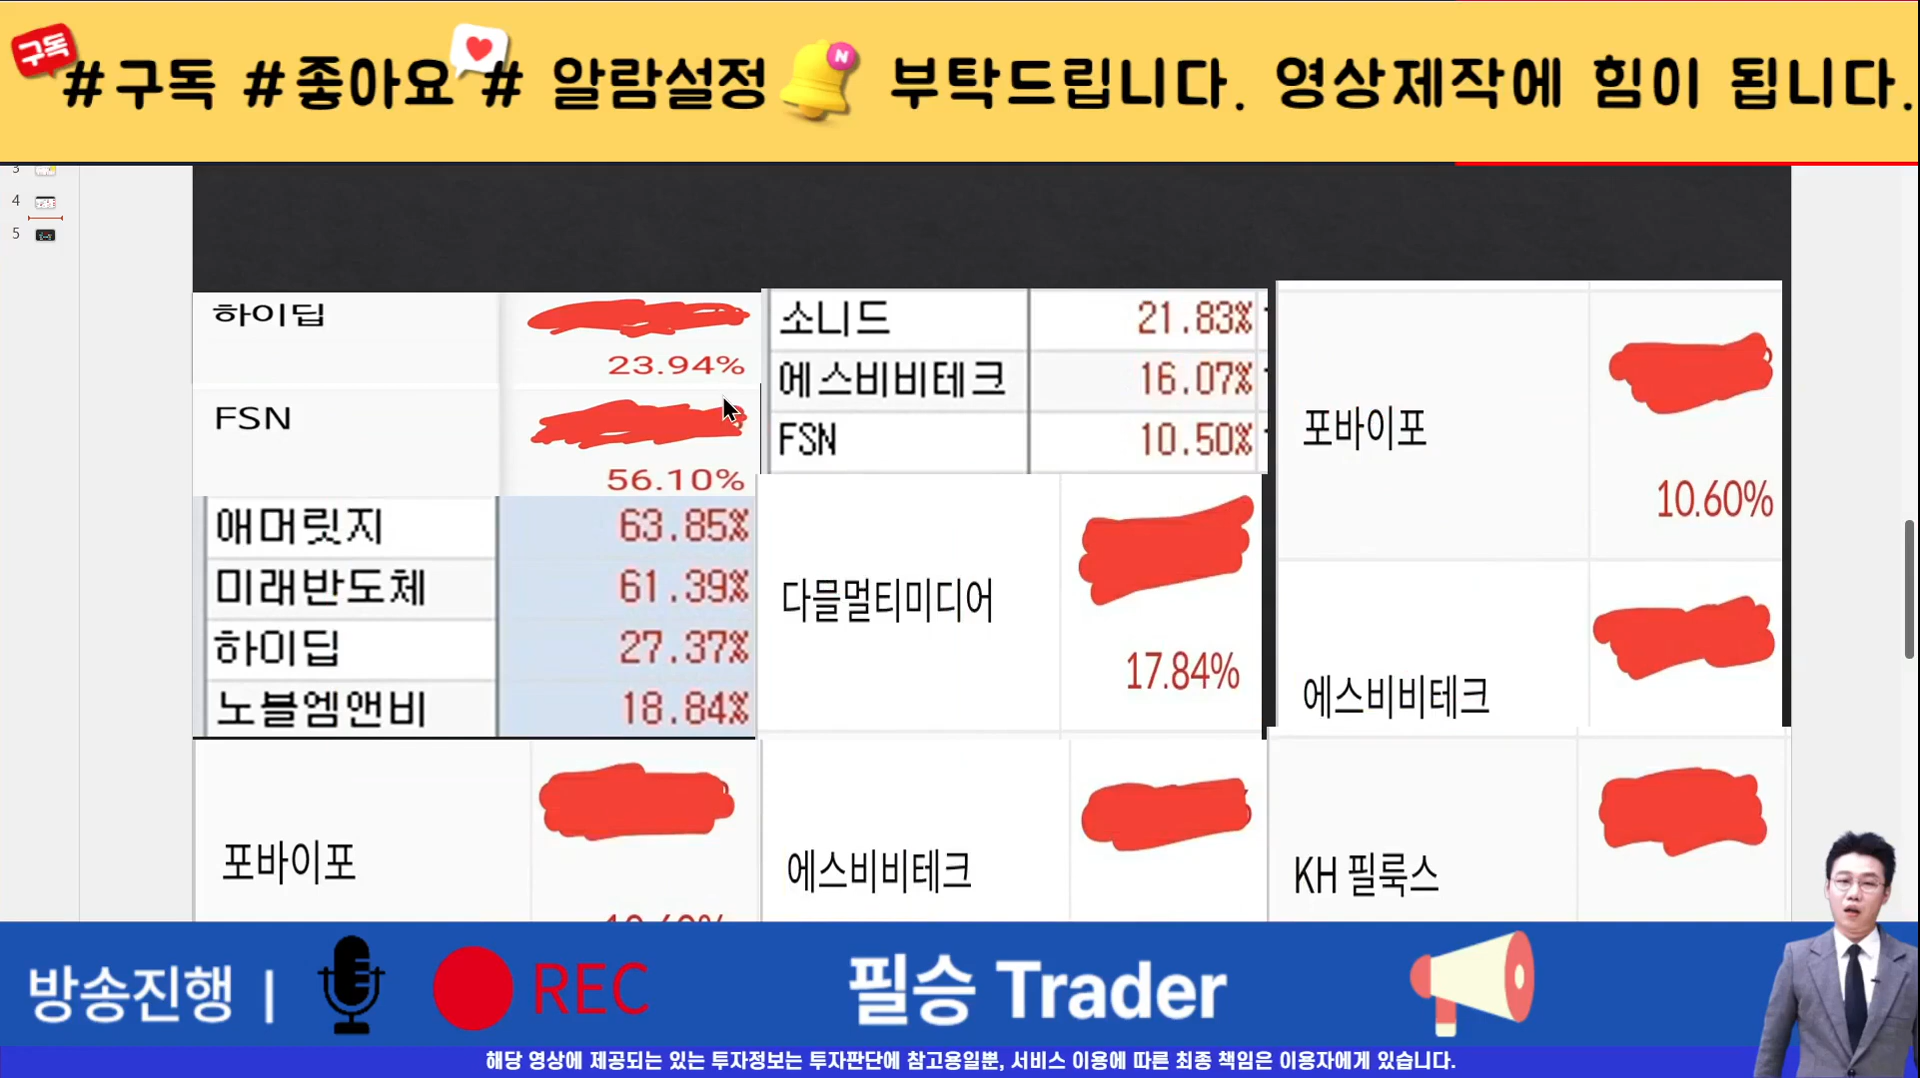 구독
#구독 #좋아요 # 알람설정 N 부탁드립니다. 영상제작에 힘이 됩니다.
3
4
5
하이딥
23.94%
FSN
56.10%
애머릿지 63.85%
미래반도체 61.39%
하이딥 27.37%
노블엠앤비 18.84%
소니드 21.83%
에스비비테크 16.07%
FSN 10.50%
다믈멀티미디어
17.84%
포바이포
10.60%
에스비비테크
포바이포
에스비비테크
KH 필룩스
방송진행 | REC 필승 Trader
해당 영상에 제공되는 있는 투자정보는 투자판단에 참고용일뿐, 서비스 이용에 따른 최종 책임은 이용자에게 있습니다.